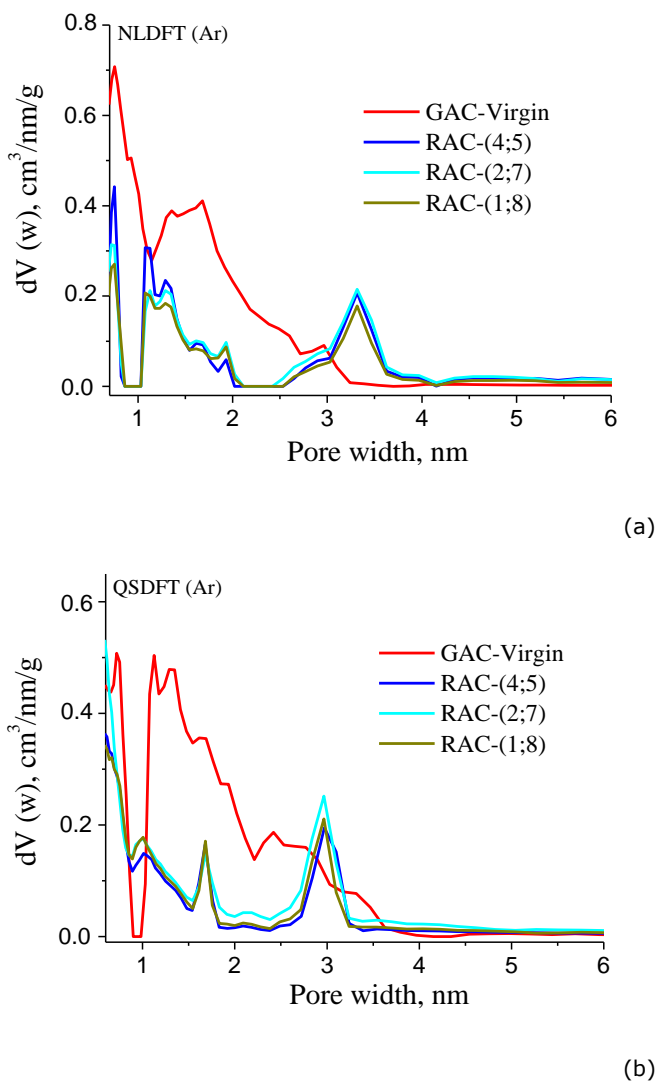 NLDFT (Ar)
0.8
0.6
0.4
0.2
0.0
dV (w), cm³/nm/g
GAC-Virgin
RAC-(4;5)
RAC-(2;7)
RAC-(1;8)
1 2 3 4 5 6
Pore width, nm
(a)
QSDFT (Ar)
0.6
0.4
0.2
0.0
dV (w), cm³/nm/g
GAC-Virgin
RAC-(4;5)
RAC-(2;7)
RAC-(1;8)
1 2 3 4 5 6
Pore width, nm
(b)